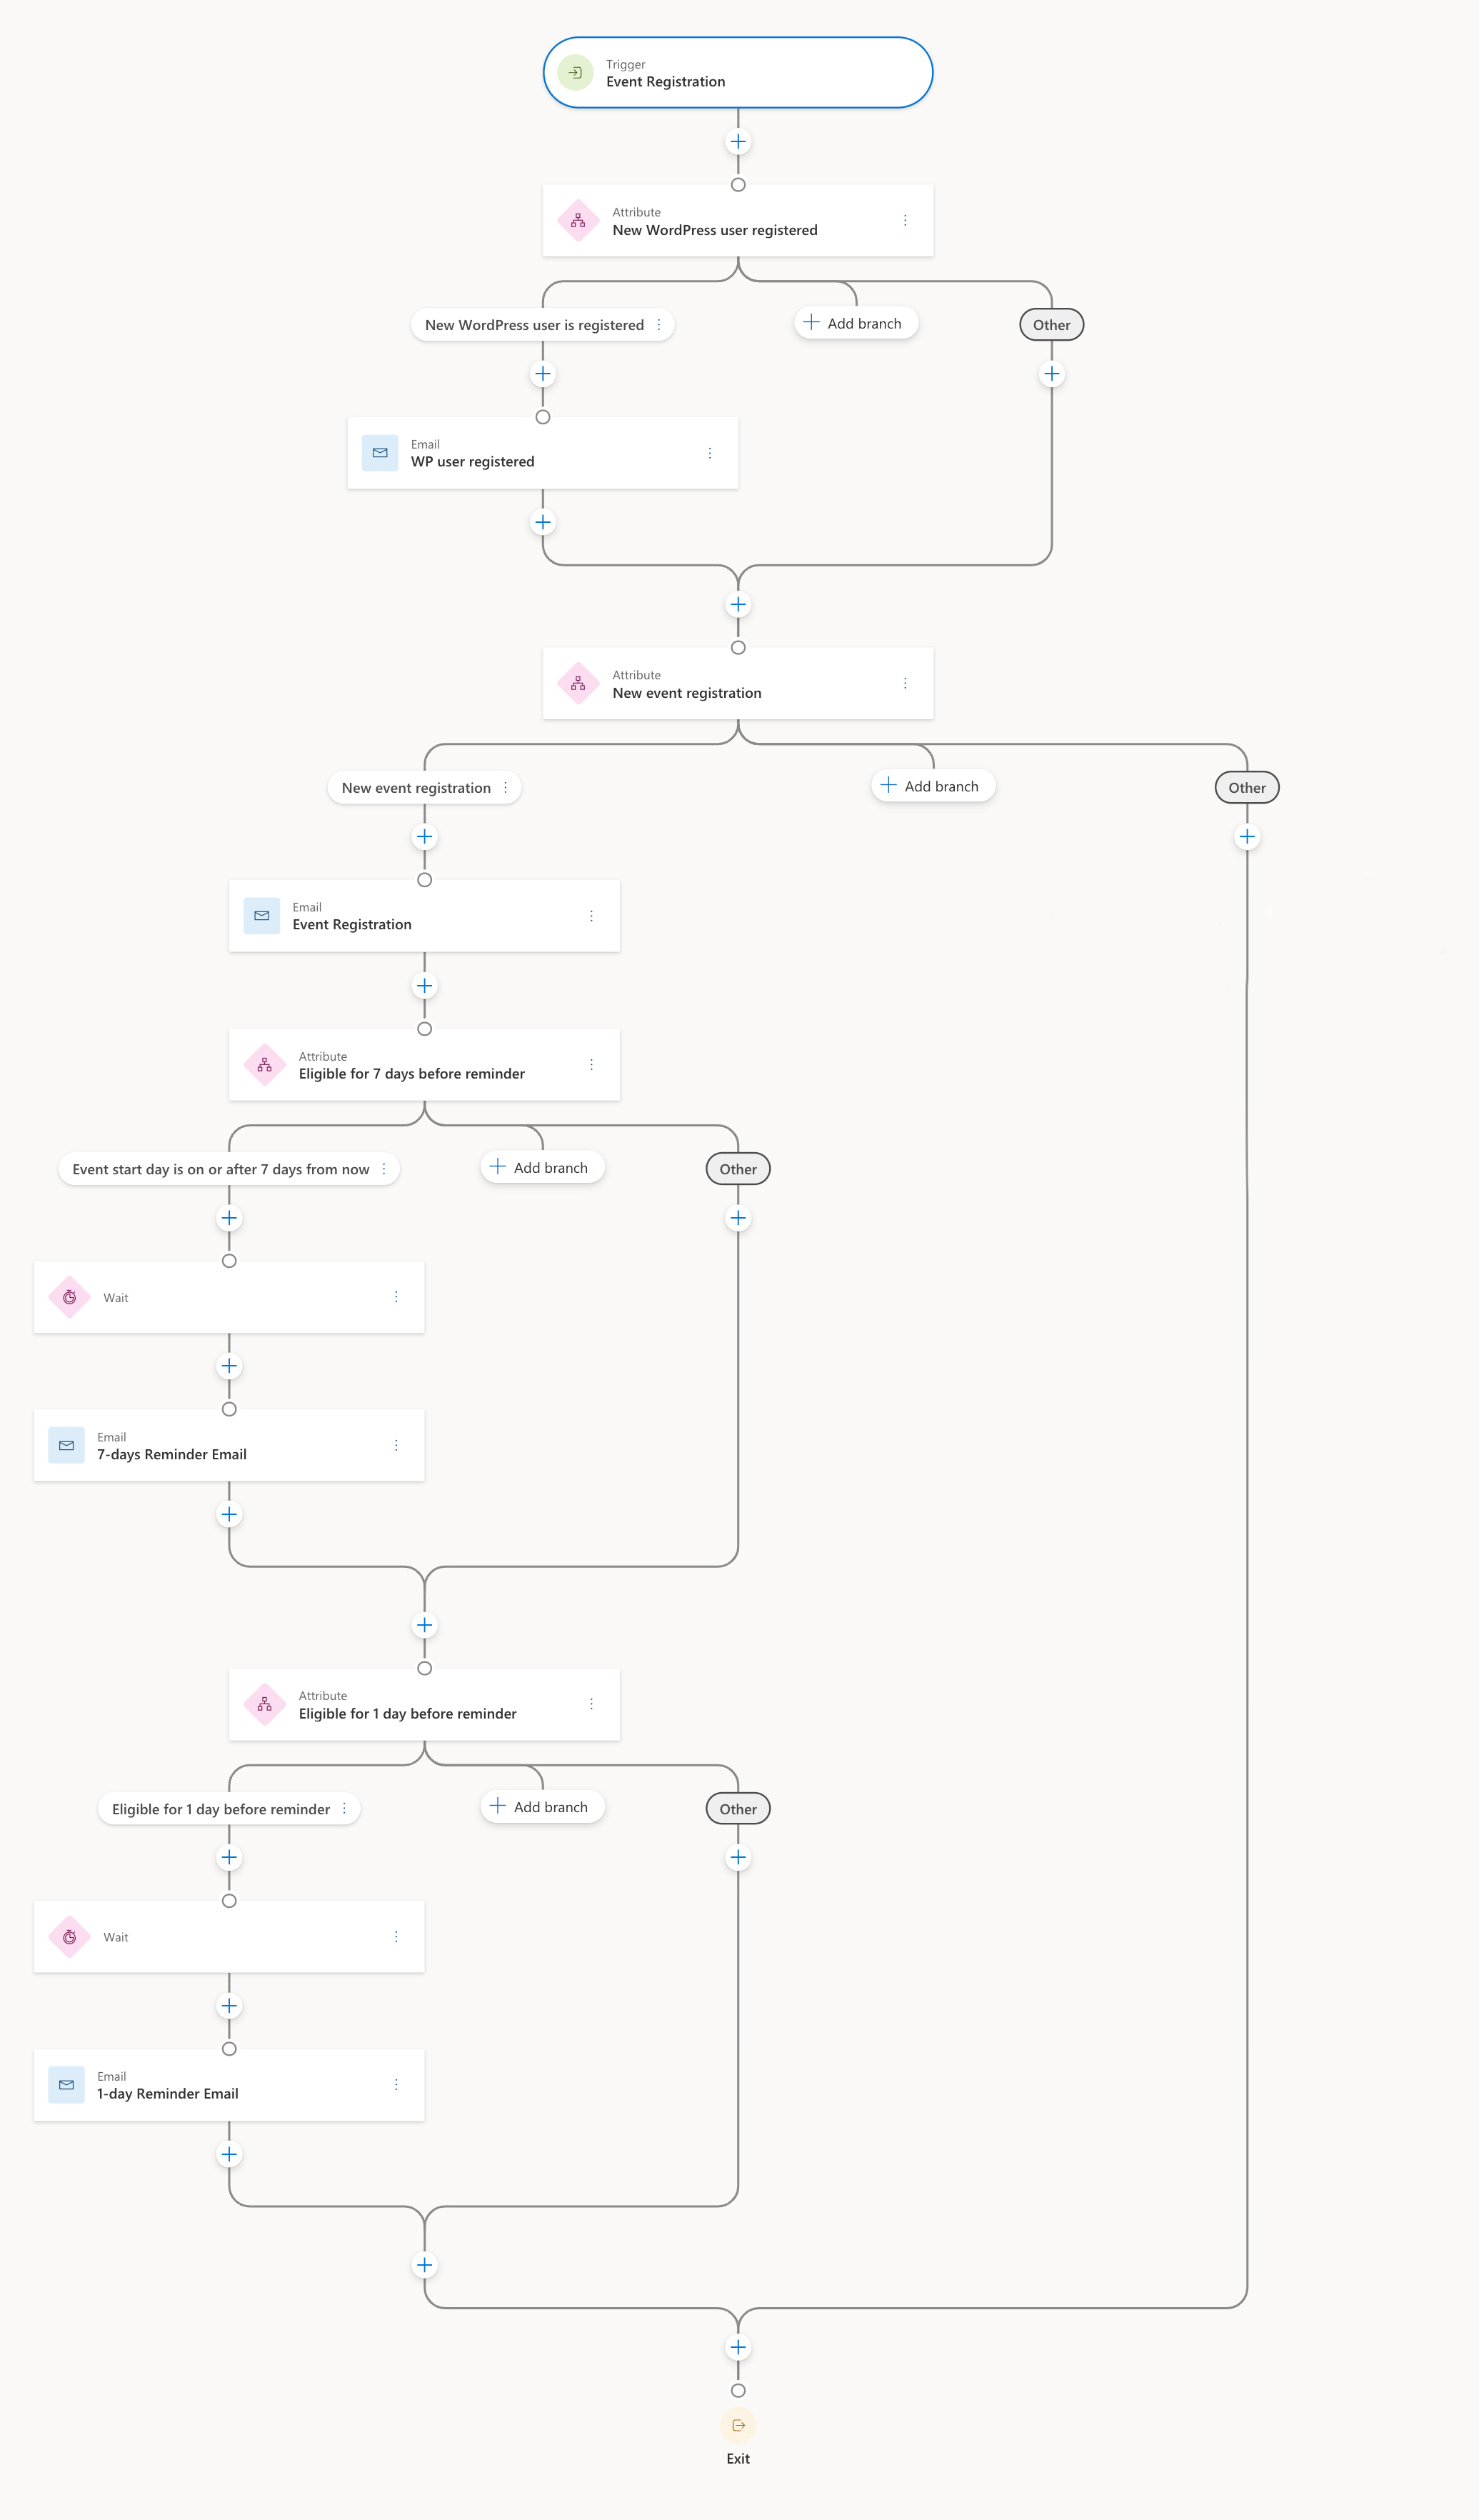 Trigger
Event Registration
Attribute
New WordPress user registered
New WordPress user is registered
Add branch
Other
Email
WP user registered
Attribute
New event registration
New event registration
Add branch
Other
Email
Event Registration
Attribute
Eligible for 7 days before reminder
Event start day is on or after 7 days from now
Add branch
Other
Wait
Email
7-days Reminder Email
Attribute
Eligible for 1 day before reminder
Eligible for 1 day before reminder
Add branch
Other
Wait
Email
1-day Reminder Email
Exit